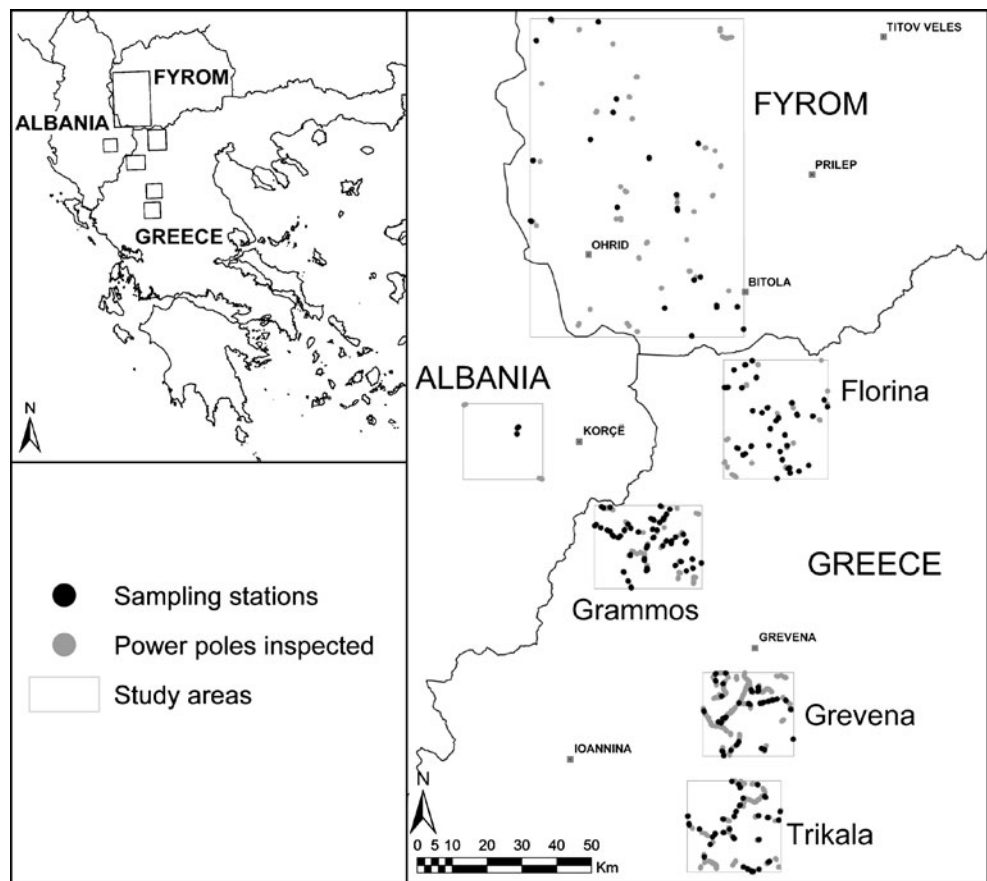 FYROM
ALBANIA
GREECE
N
Sampling stations
Power poles inspected
Study areas
TITOV VELES
FYROM
PRILEP
OHRID
BITOLA
ALBANIA
Florina
KORÇË
GREECE
Grammos
GREVENA
Grevena
IOANNINA
N
Trikala
0 5 10 20 30 40 50
Km